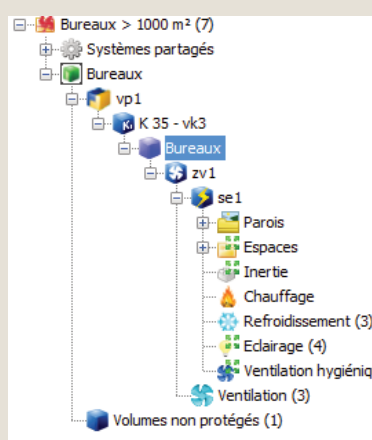 Bureaux > 1000 m² (7)
Systèmes partagés
Bureaux
vp1
K 35 - vk3
Bureaux
zv1
se1
Parois
Espaces
Inertie
Chauffage
Refroidissement (3)
Eclairage (4)
Ventilation hygiéniq
Ventilation (3)
Volumes non protégés (1)